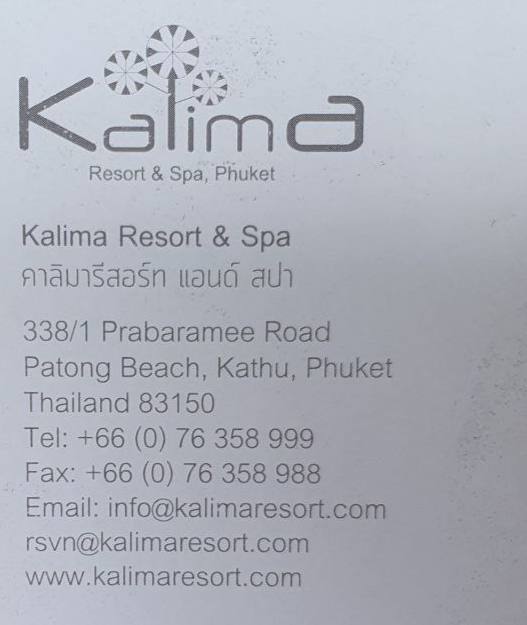 Kalima
Resort & Spa, Phuket
Kalima Resort & Spa
คาลิมารีสอร์ท แอนด์ สปา
338/1 Prabaramee Road
Patong Beach, Kathu, Phuket
Thailand 83150
Tel: +66 (0) 76 358 999
Fax: +66 (0) 76 358 988
Email: info@kalimaresort.com
rsvn@kalimaresort.com
www.kalimaresort.com